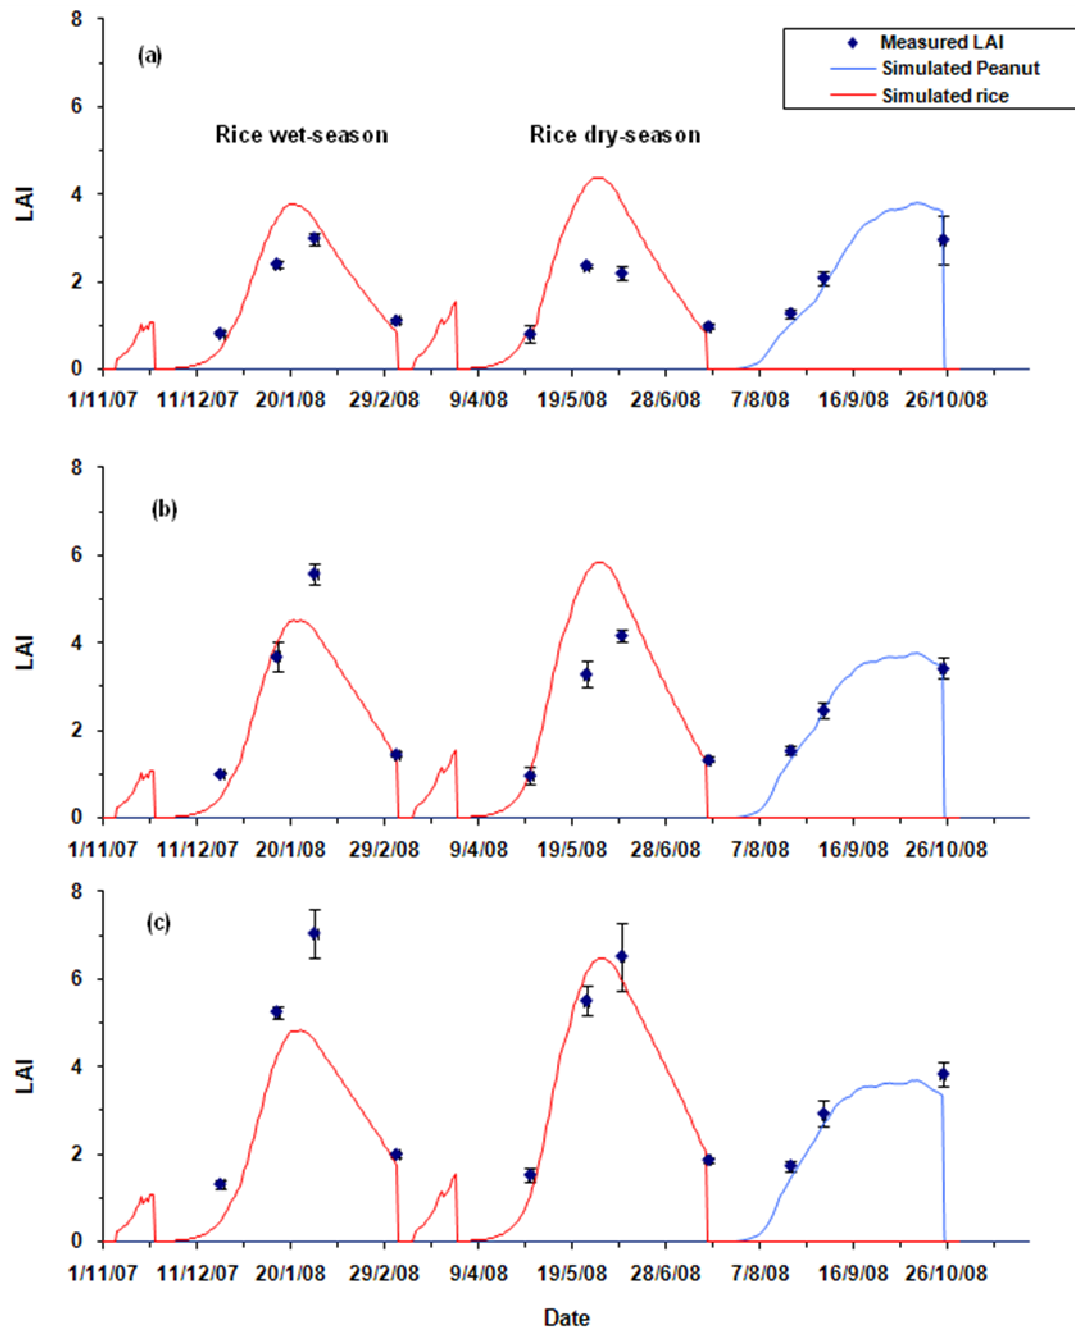 (a)
Measured LAI
Simulated Peanut
Simulated rice
Rice wet-season
Rice dry-season
LAI
8
6
4
2
0
1/11/07 11/12/07 20/1/08 29/2/08 9/4/08 19/5/08 28/6/08 7/8/08 16/9/08 26/10/08
(b)
LAI
8
6
4
2
0
1/11/07 11/12/07 20/1/08 29/2/08 9/4/08 19/5/08 28/6/08 7/8/08 16/9/08 26/10/08
(c)
LAI
8
6
4
2
0
1/11/07 11/12/07 20/1/08 29/2/08 9/4/08 19/5/08 28/6/08 7/8/08 16/9/08 26/10/08
Date